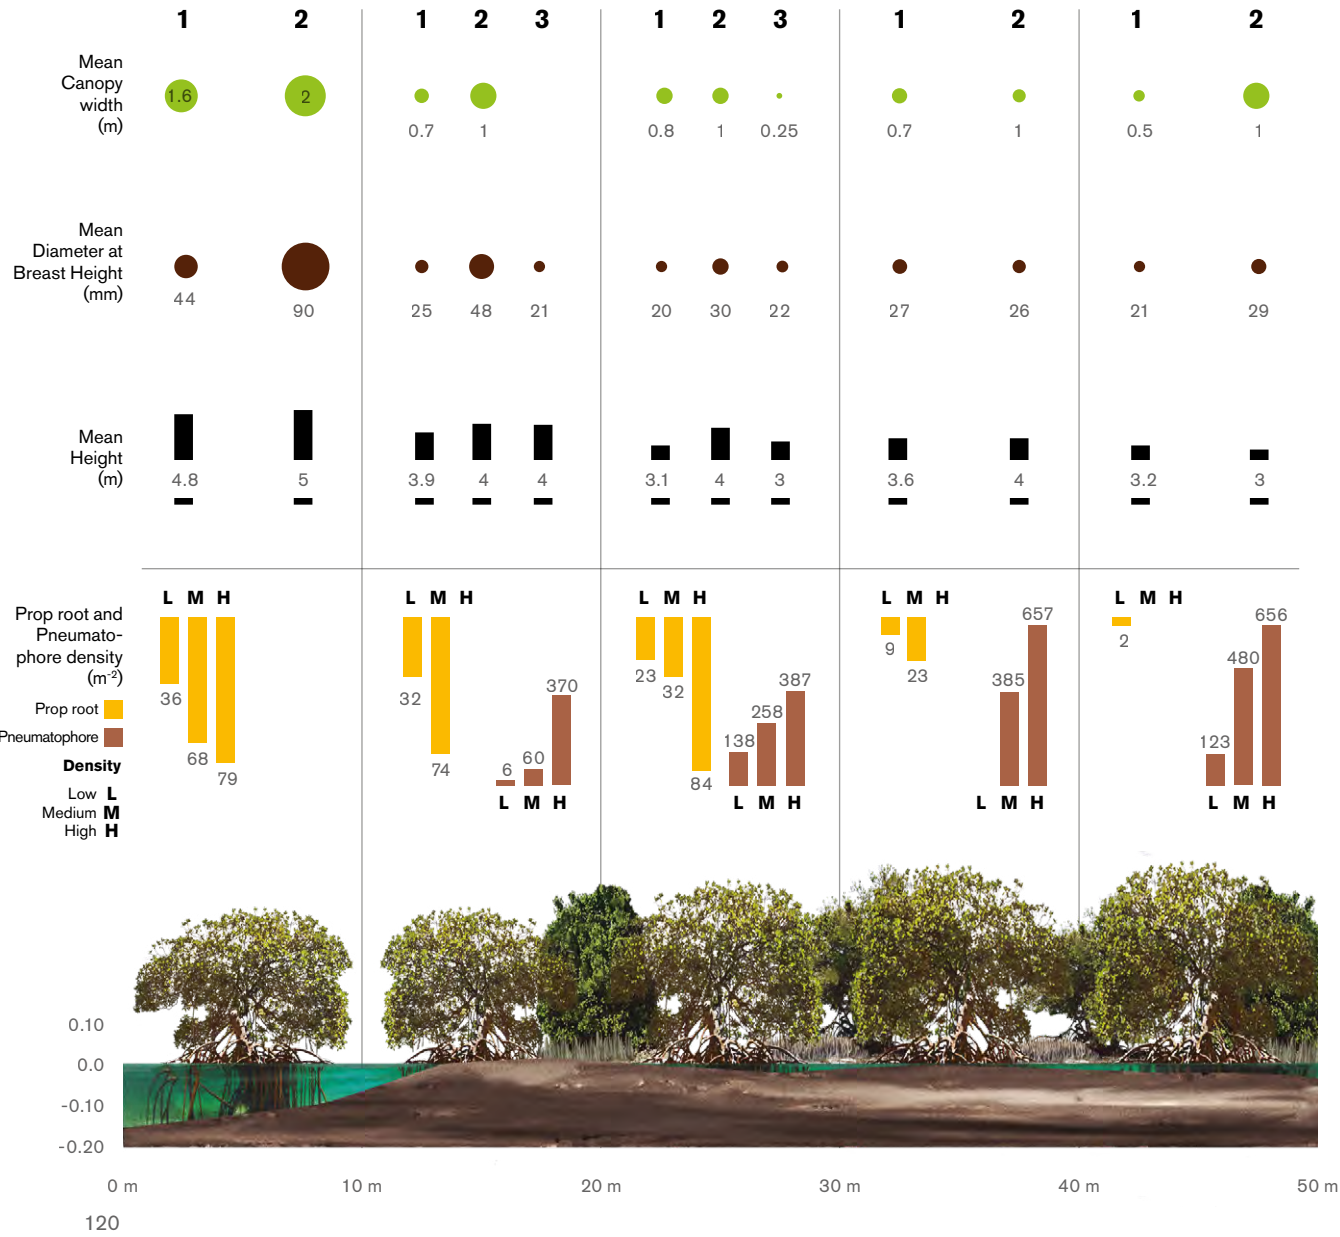 1 2 1 2 3 1 2 3 1 2 1 2
Mean
Canopy
width
(m)
1.6 2
0.7 1 0.8 1 0.25 0.7 1 0.5 1
Mean
Diameter at
Breast Height
(mm)
44 90 25 48 21 20 30 22 27 26 21 29
Mean
Height
(m)
4.8 5 3.9 4 4 3.1 4 3 3.6 4 3.2 3
L M H L M H L M H L M H L M H
Prop root and
Pneumato-
phore density
(m-2)
Prop root
Pneumatophore
Density
Low L
Medium M
High H
36 68 79
32 74
6 60 370
L M H
23 32 84
138 258 387
L M H
9 23
385 657
L M H
2
123 480 656
L M H
0.10
0.0
-0.10
-0.20
0 m 10 m 20 m 30 m 40 m 50 m
120